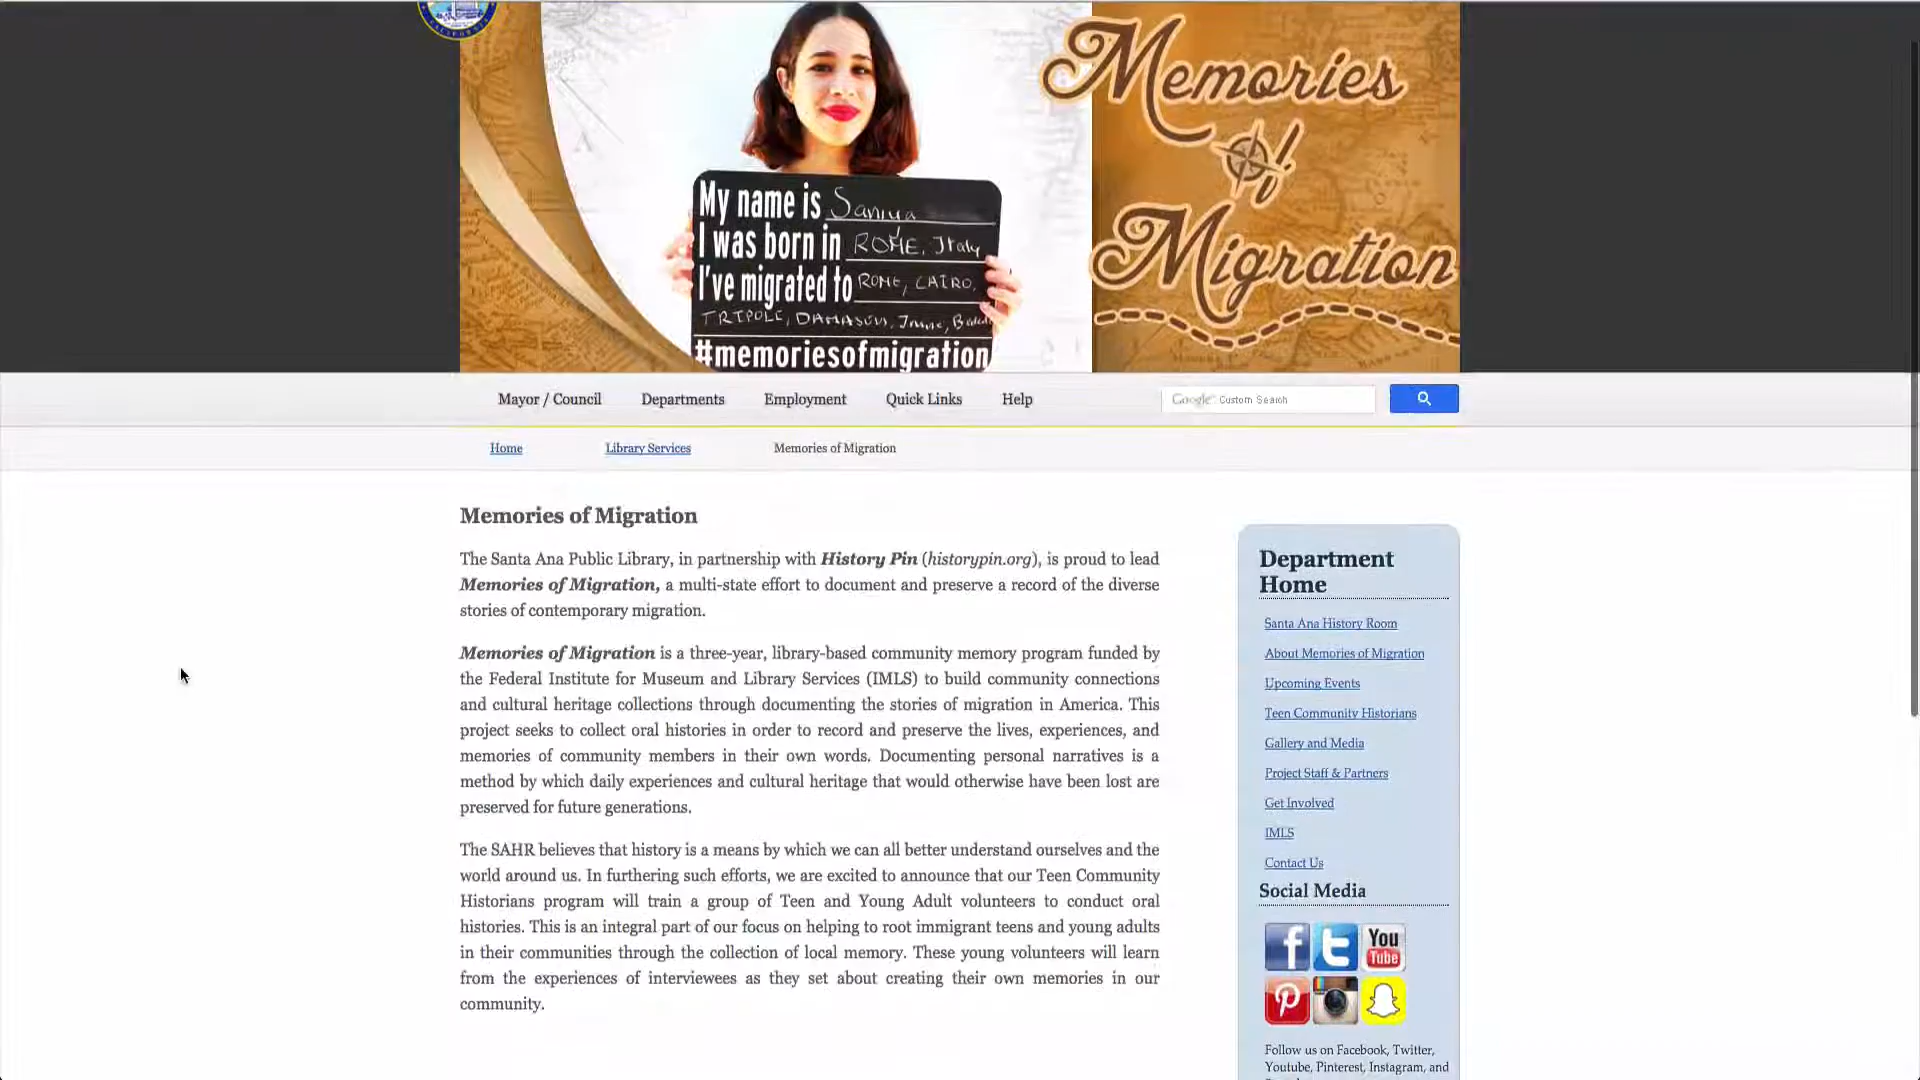 CALIFORNIA
Memories
of
Migration
My name is Saniya
I was born in ROME, Italy
I've migrated to ROME, CAIRO,
TRIPOLI, DAMASCUS,
#memoriesofmigration
Mayor / Council Departments Employment Quick Links Help Google Custom Search
Home Library Services Memories of Migration
Memories of Migration
The Santa Ana Public Library, in partnership with History Pin (historypin.org), is proud to lead
Memories of Migration, a multi-state effort to document and preserve a record of the diverse
stories of contemporary migration.
Memories of Migration is a three-year, library-based community memory program funded by
the Federal Institute for Museum and Library Services (IMLS) to build community connections
and cultural heritage collections through documenting the stories of migration in America. This
project seeks to collect oral histories in order to record and preserve the lives, experiences, and
memories of community members in their own words. Documenting personal narratives is a
method by which daily experiences and cultural heritage that would otherwise have been lost are
preserved for future generations.
The SAHR believes that history is a means by which we can all better understand ourselves and the
world around us. In furthering such efforts, we are excited to announce that our Teen Community
Historians program will train a group of Teen and Young Adult volunteers to conduct oral
histories. This is an integral part of our focus on helping to root immigrant teens and young adults
in their communities through the collection of local memory. These young volunteers will learn
from the experiences of interviewees as they set about creating their own memories in our
community.
Department
Home
Santa Ana History Room
About Memories of Migration
Upcoming Events
Teen Community Historians
Gallery and Media
Project Staff & Partners
Get Involved
IMLS
Contact Us
Social Media
You
Tube
Follow us on Facebook, Twitter,
Youtube, Pinterest, Instagram, and